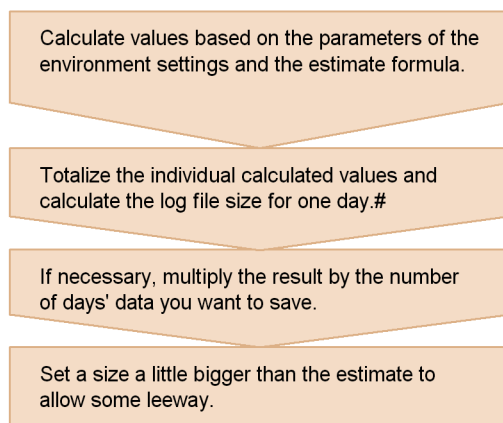 Calculate values based on the parameters of the
environment settings and the estimate formula.
Totalize the individual calculated values and
calculate the log file size for one day.#
If necessary, multiply the result by the number
of days' data you want to save.
Set a size a little bigger than the estimate to
allow some leeway.